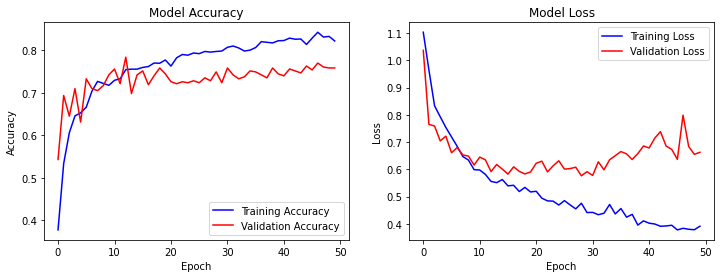 Model Accuracy
0.8
0.7
0.6
0.5
0.4
Accuracy
Training Accuracy
Validation Accuracy
0 10 20 30 40 50
Epoch
Model Loss
1.1
1.0
0.9
0.8
0.7
0.6
0.5
0.4
Loss
Training Loss
Validation Loss
0 10 20 30 40 50
Epoch